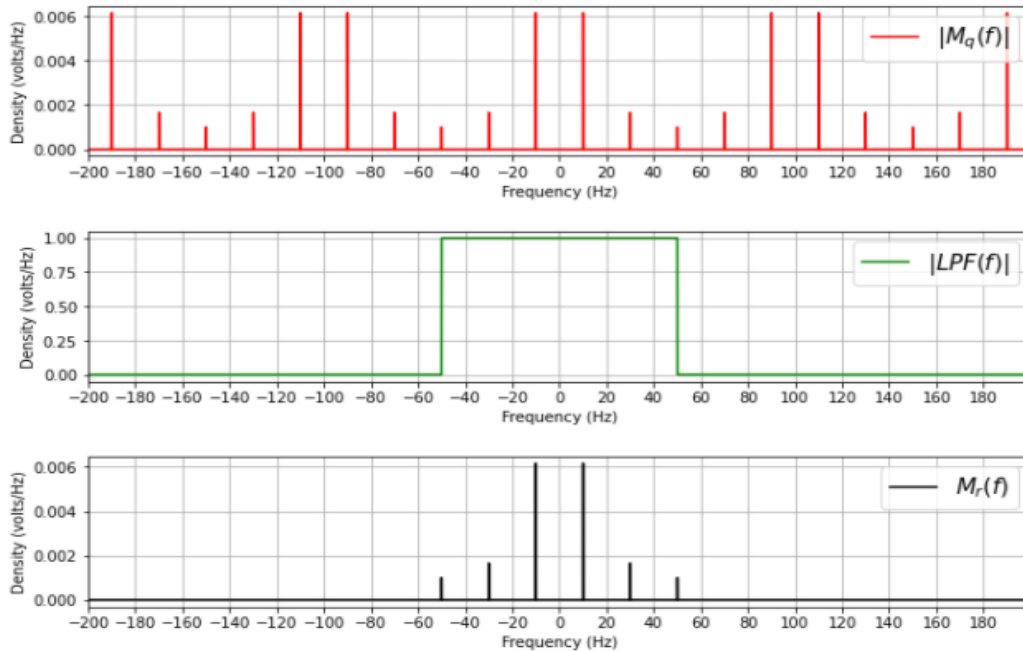 0.006
0.004
0.002
0.000
Density (volts/Hz)
|M_q(f)|
−200 −180 −160 −140 −120 −100 −80 −60 −40 −20 0 20 40 60 80 100 120 140 160 180
Frequency (Hz)
1.00
0.75
0.50
0.25
0.00
Density (volts/Hz)
|LPF(f)|
−200 −180 −160 −140 −120 −100 −80 −60 −40 −20 0 20 40 60 80 100 120 140 160 180
Frequency (Hz)
0.006
0.004
0.002
0.000
Density (volts/Hz)
M_r(f)
−200 −180 −160 −140 −120 −100 −80 −60 −40 −20 0 20 40 60 80 100 120 140 160 180
Frequency (Hz)